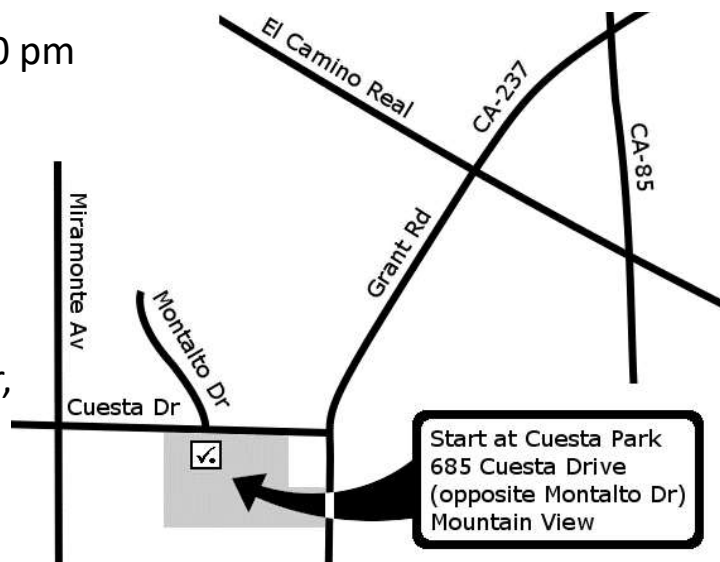 0 pm
El Camino Real
CA-237
CA-85
Miramonte Av
Grant Rd
Montalto Dr
r,
Cuesta Dr
Start at Cuesta Park
685 Cuesta Drive
(opposite Montalto Dr)
Mountain View